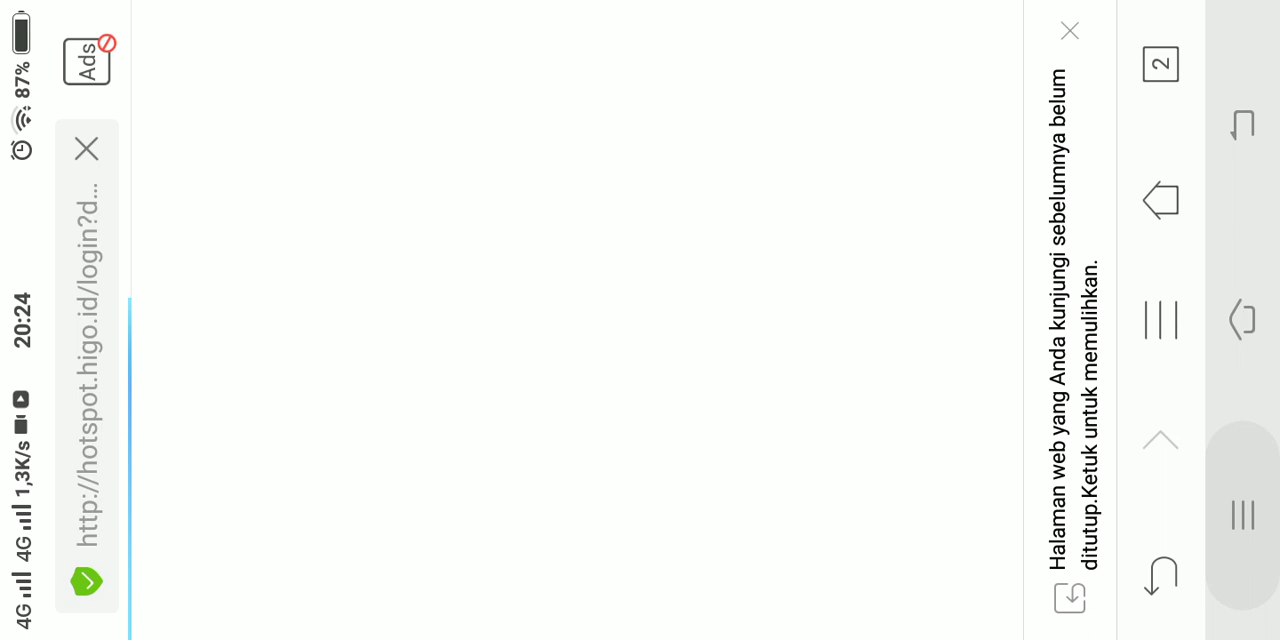 4G 4G 1,3K/s 20:24 87%
http://hotspot.higo.id/login?d...
Ads
Halaman web yang Anda kunjungi sebelumnya belum
ditutup.Ketuk untuk memulihkan.
2